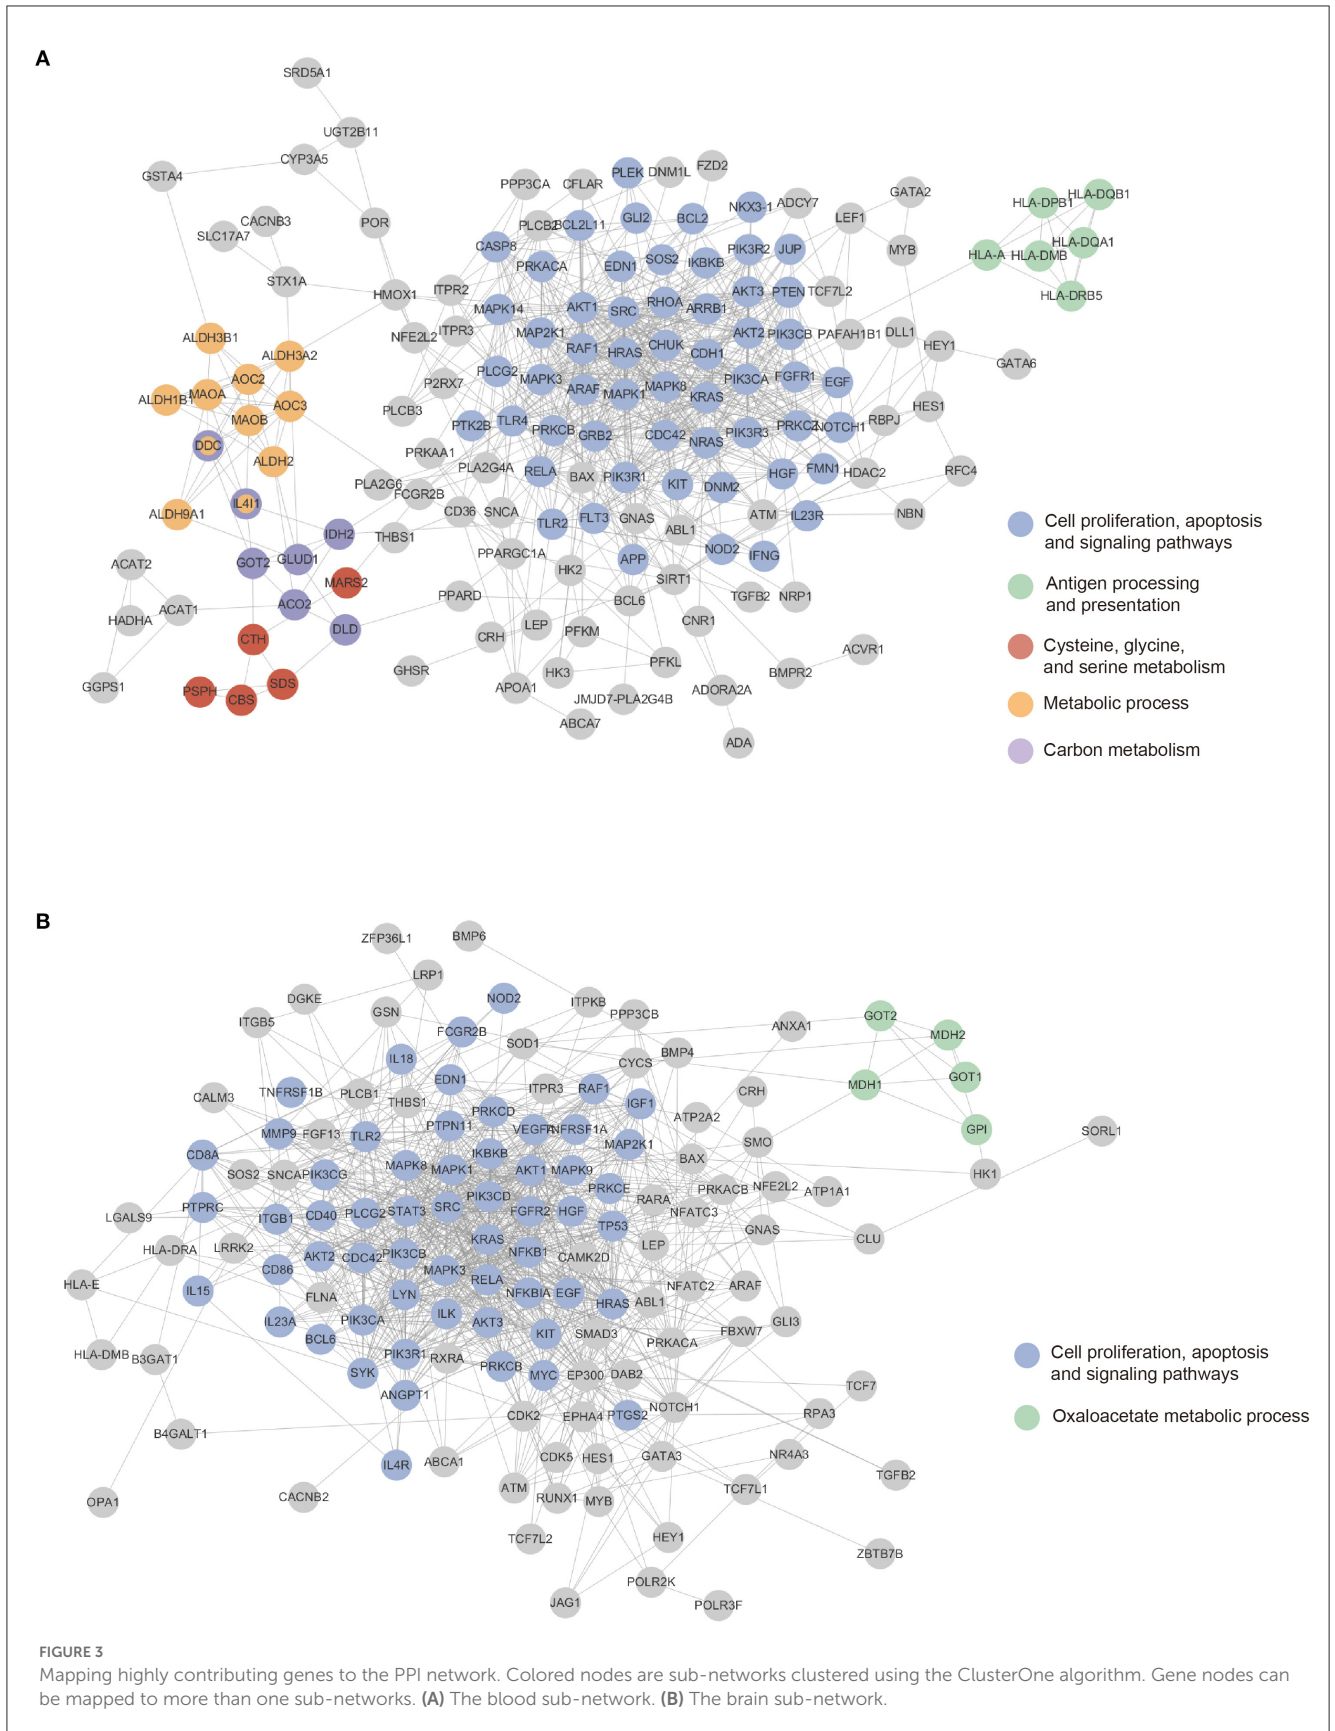 A
SRD5A1
UGT2B11
CYP3A5
GSTA4
POR
CACNB3
SLC17A7
STX1A
HMOX1
NFE2L2
ITPR2
ITPR3
PPP3CA
CFLAR
PLEK
DNM1L
FZD2
PLCB2
BCL2L11
GLI2
BCL2
NKX3-1
ADCY7
LEF1
GATA2
MYB
HLA-DPB1
HLA-DQB1
HLA-DQA1
HLA-A
HLA-DMB
HLA-DRB5
CASP8
PRKACA
EDN1
SOS2
IKBKB
PIK3R2
JUP
MAPK14
AKT1
SRC
RHOA
ARRB1
AKT3
PTEN
TCF7L2
MAP2K1
RAF1
HRAS
CHUK
CDH1
AKT2
PIK3CB
PAFAH1B1
DLL1
HEY1
GATA6
PLCG2
MAPK3
ARAF
MAPK1
MAPK8
KRAS
PIK3CA
FGFR1
EGF
HES1
RBPJ
P2RX7
PLCB3
PTK2B
TLR4
PRKCB
GRB2
CDC42
NRAS
PIK3R3
PRKCZ
NOTCH1
PRKAA1
PLA2G4A
RELA
BAX
PIK3R1
KIT
DNM2
HGF
FMN1
HDAC2
RFC4
PLA2G6
FCGR2B
CD36
SNCA
TLR2
FLT3
GNAS
ABL1
ATM
IL23R
NBN
THBS1
PPARGC1A
HK2
APP
SIRT1
NOD2
IFNG
PPARD
BCL6
TGFB2
NRP1
CNR1
CRH
LEP
PFKM
PFKL
ACVR1
BMPR2
GHSR
APOA1
HK3
JMJD7-PLA2G4B
ADORA2A
ABCA7
ADA
ALDH3B1
ALDH3A2
AOC2
ALDH1B1
MAOA
AOC3
MAOB
DDC
ALDH2
ALDH9A1
IL4I1
IDH2
GOT2
GLUD1
MARS2
ACO2
DLD
CTH
SDS
PSPH
CBS
ACAT2
ACAT1
HADHA
GGPS1
Cell proliferation, apoptosis
and signaling pathways
Antigen processing
and presentation
Cysteine, glycine,
and serine metabolism
Metabolic process
Carbon metabolism
B
ZFP36L1
BMP6
LRP1
DGKE
GSN
NOD2
ITGB5
FCGR2B
ITPKB
PPP3CB
SOD1
ANXA1
GOT2
MDH2
IL18
CYCS
BMP4
EDN1
ITPR3
RAF1
MDH1
GOT1
CALM3
TNFRSF1B
PLCB1
THBS1
PRKCD
IGF1
ATP2A2
CRH
GPI
SORL1
MMP9
FGF13
TLR2
PTPN11
VEGFA
TNFRSF1A
MAP2K1
SMO
CD8A
IKBKB
BAX
HK1
SOS2
SNCA
PIK3CG
MAPK8
MAPK1
AKT1
MAPK9
PRKCE
PRKACB
NFE2L2
ATP1A1
PTPRC
LGALS9
ITGB1
CD40
PLCG2
STAT3
SRC
PIK3CD
FGFR2
HGF
TP53
RARA
NFATC3
GNAS
CLU
HLA-DRA
LRRK2
AKT2
CDC42
PIK3CB
KRAS
NFKB1
CAMK2D
LEP
HLA-E
CD86
MAPK3
RELA
IL15
FLNA
LYN
NFKBIA
EGF
HRAS
ABL1
NFATC2
ARAF
IL23A
PIK3CA
ILK
AKT3
KIT
SMAD3
PRKACA
FBXW7
GLI3
BCL6
HLA-DMB
B3GAT1
SYK
PIK3R1
RXRA
PRKCB
MYC
EP300
DAB2
TCF7
ANGPT1
CDK2
EPHA4
PTGS2
NOTCH1
RPA3
B4GALT1
IL4R
ABCA1
CDK5
HES1
GATA3
NR4A3
TGFB2
OPA1
CACNB2
ATM
RUNX1
MYB
TCF7L1
TCF7L2
HEY1
ZBTB7B
POLR2K
JAG1
POLR3F
Cell proliferation, apoptosis
and signaling pathways
Oxaloacetate metabolic process
FIGURE 3
Mapping highly contributing genes to the PPI network. Colored nodes are sub-networks clustered using the ClusterOne algorithm. Gene nodes can
be mapped to more than one sub-networks. (A) The blood sub-network. (B) The brain sub-network.